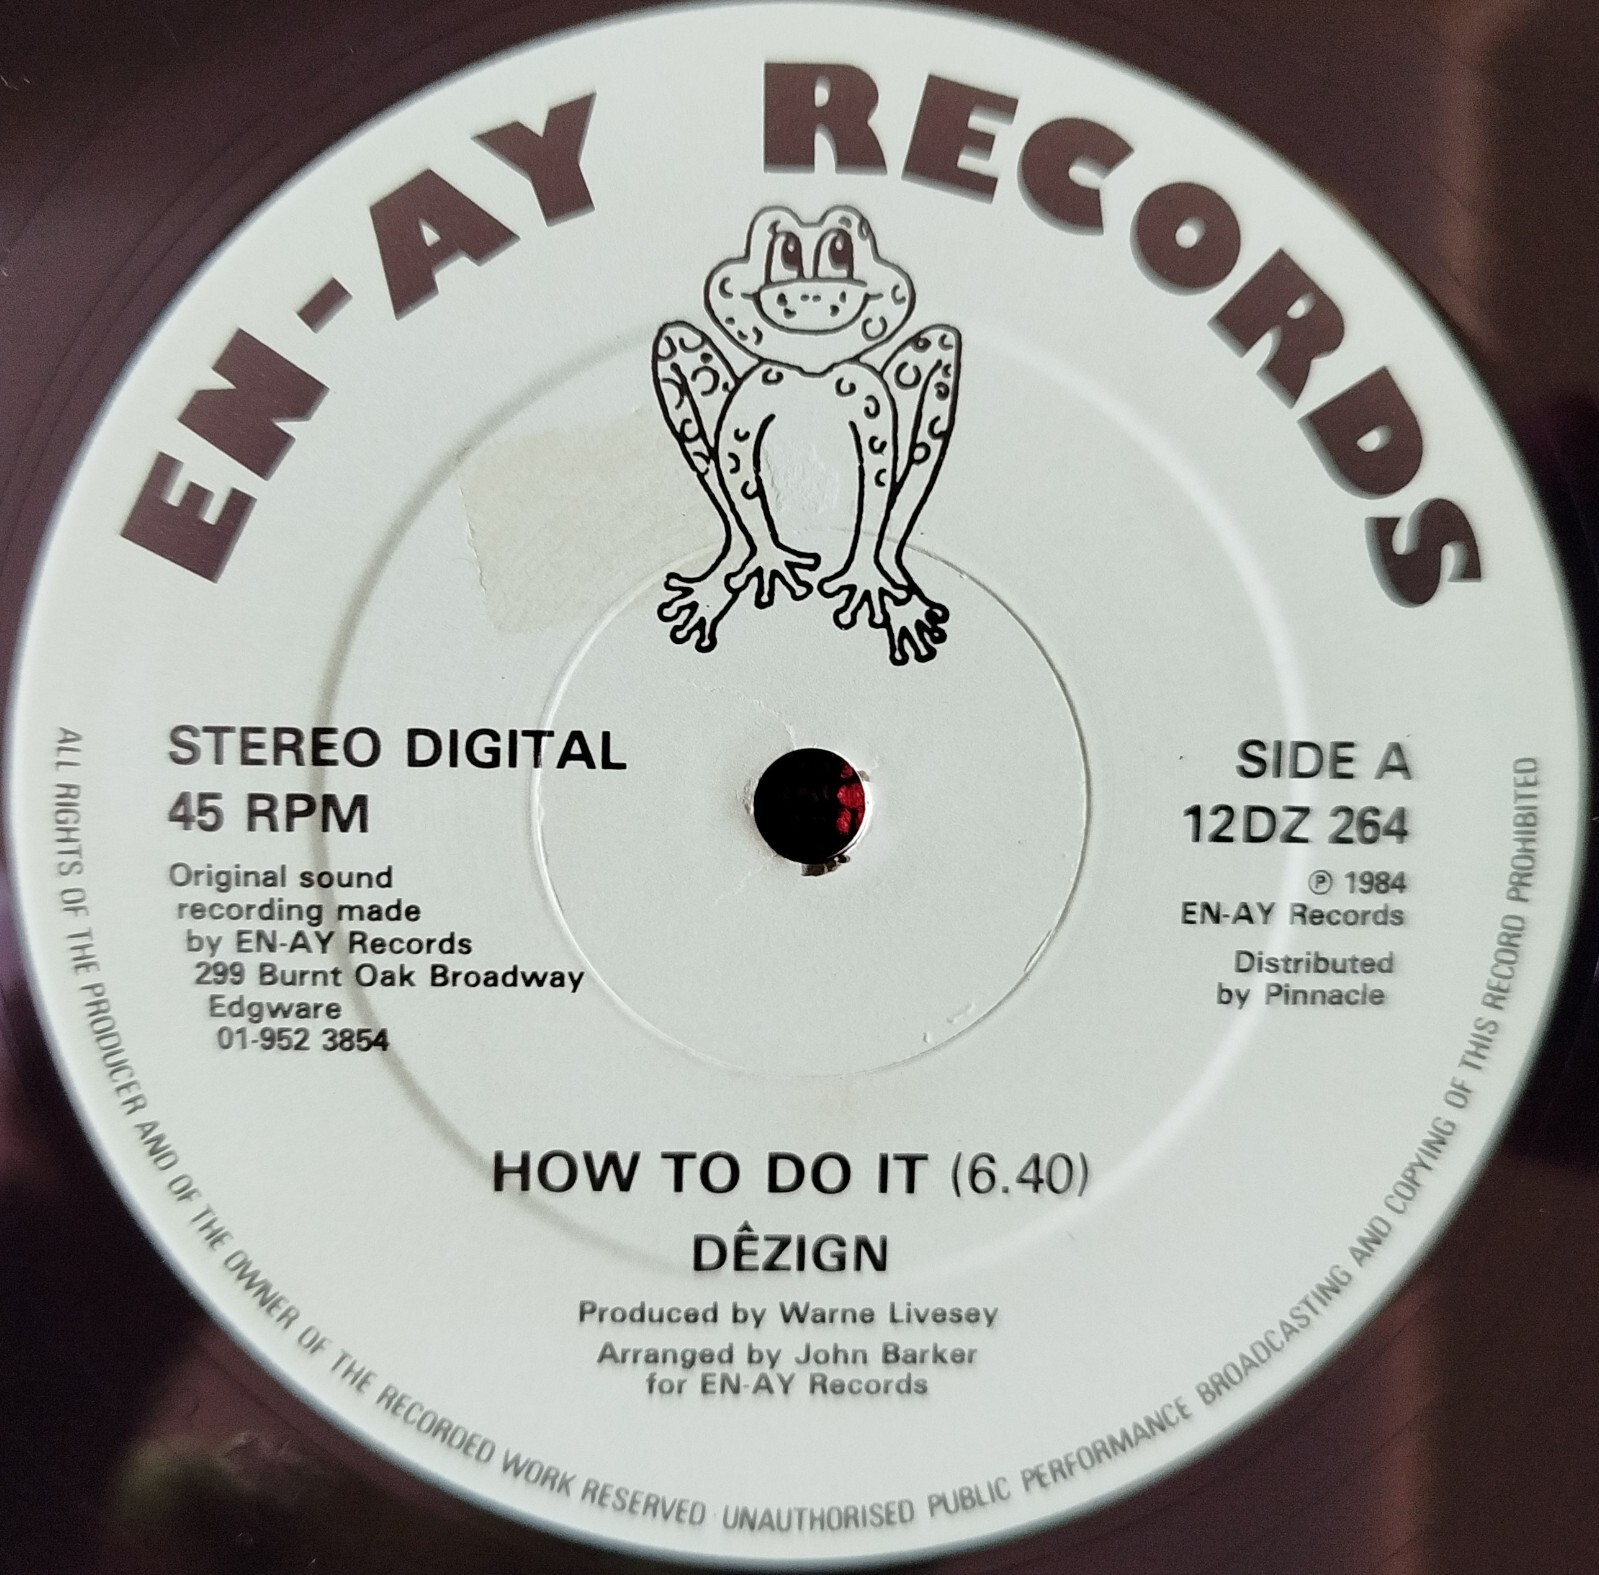 EN-AY RECORDS
STEREO DIGITAL
45 RPM
Original sound
recording made
by EN-AY Records
299 Burnt Oak Broadway
Edgware
01-952 3854
SIDE A
12DZ 264
℗ 1984
EN-AY Records
Distributed
by Pinnacle
HOW TO DO IT (6.40)
DÊZIGN
Produced by Warne Livesey
Arranged by John Barker
for EN-AY Records
ALL RIGHTS OF THE PRODUCER AND OF THE OWNER OF THE RECORDED WORK RESERVED · UNAUTHORISED PUBLIC PERFORMANCE BROADCASTING AND COPYING OF THIS RECORD PROHIBITED